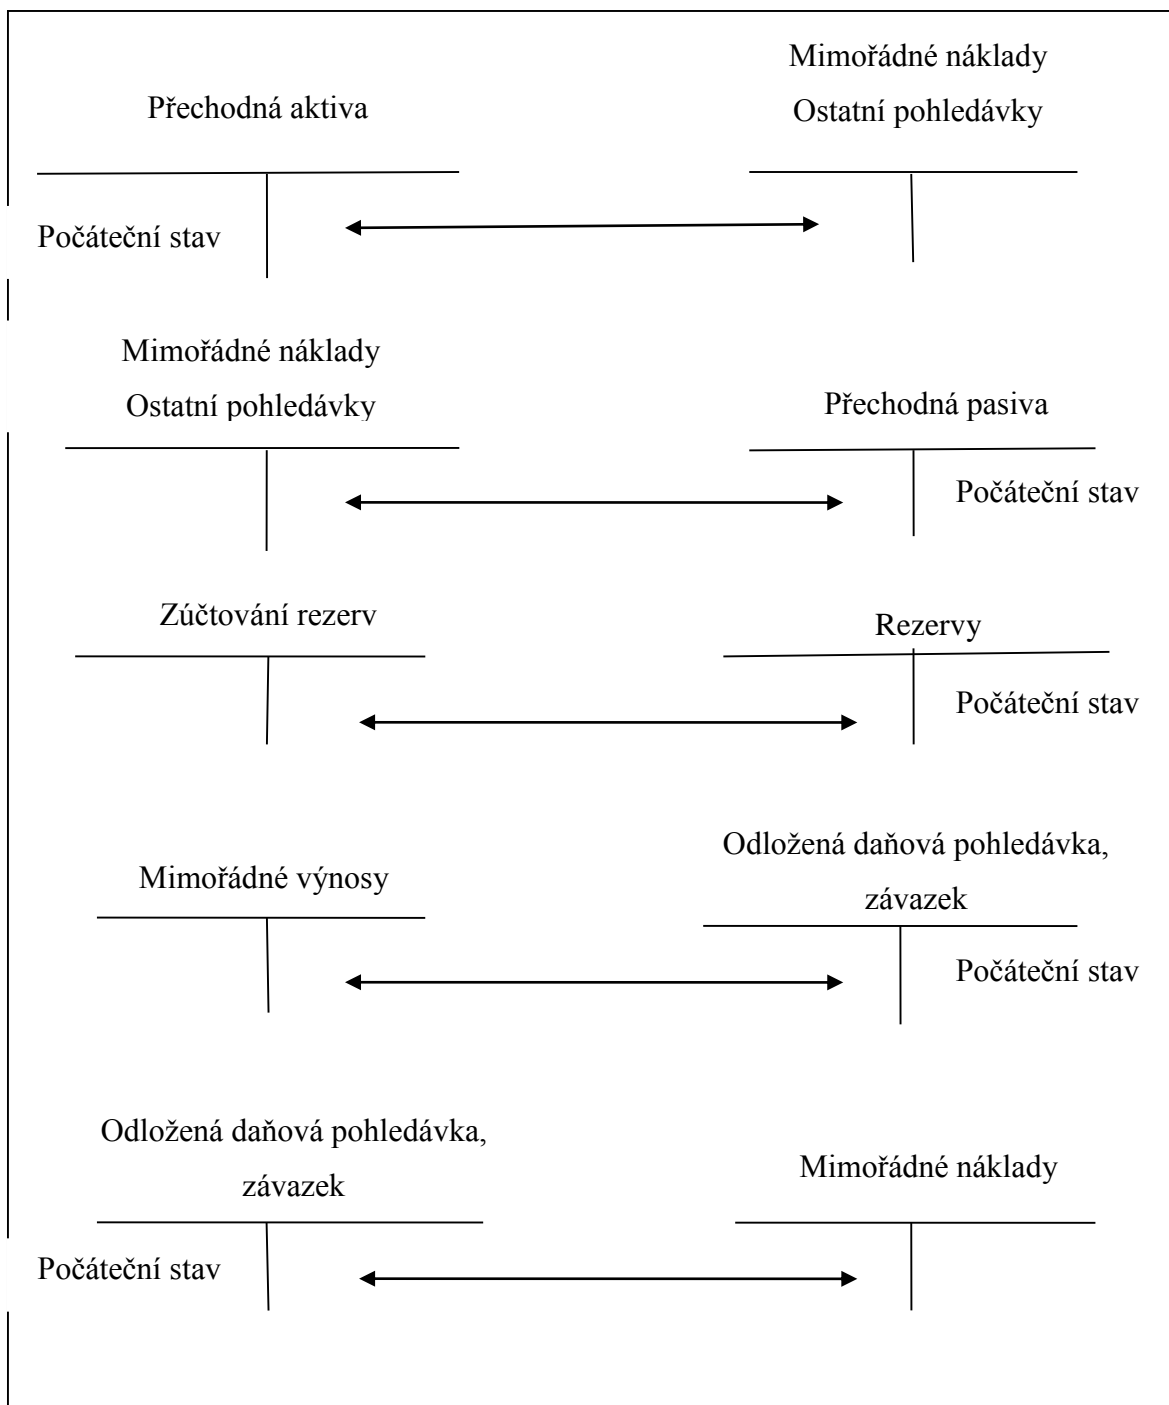 Mimořádné náklady
Přechodná aktiva
Ostatní pohledávky
Počáteční stav
Mimořádné náklady
Ostatní pohledávky
Přechodná pasiva
Počáteční stav
Zúčtování rezerv
Rezervy
Počáteční stav
Odložená daňová pohledávka,
Mimořádné výnosy
závazek
Počáteční stav
Odložená daňová pohledávka,
závazek
Mimořádné náklady
Počáteční stav